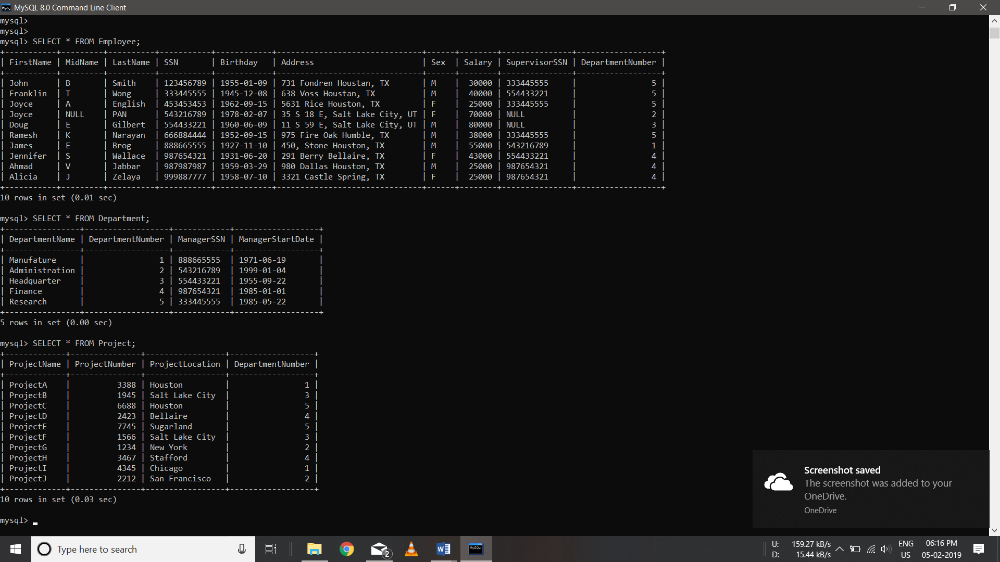 MySQL 8.0 Command Line Client
mysql>
mysql>
mysql> SELECT * FROM Employee;
+-----------+---------+----------+-----------+------------+-------------------------------+------+--------+---------------+------------------+
| FirstName | MidName | LastName | SSN       | Birthday   | Address                       | Sex  | Salary | SupervisorSSN | DepartmentNumber |
+-----------+---------+----------+-----------+------------+-------------------------------+------+--------+---------------+------------------+
| John      | B       | Smith    | 123456789 | 1955-01-09 | 731 Fondren Houstan, TX       | M    |  30000 | 333445555     |                5 |
| Franklin  | T       | Wong     | 333445555 | 1945-12-08 | 638 Voss Houstan, TX          | M    |  40000 | 554433221     |                5 |
| Joyce     | A       | English  | 453453453 | 1962-09-15 | 5631 Rice Houston, TX         | F    |  25000 | 333445555     |                5 |
| Joyce     | NULL    | PAN      | 543216789 | 1978-02-07 | 35 S 18 E, Salt Lake City, UT | F    |  70000 | NULL          |                2 |
| Doug      | E       | Gilbert  | 554433221 | 1960-06-09 | 11 S 59 E, Salt Lake City, UT | M    |  80000 | NULL          |                3 |
| Ramesh    | K       | Narayan  | 666884444 | 1952-09-15 | 975 Fire Oak Humble, TX       | M    |  38000 | 333445555     |                5 |
| James     | E       | Brog     | 888665555 | 1927-11-10 | 450, Stone Houston, TX        | M    |  55000 | 543216789     |                1 |
| Jennifer  | S       | Wallace  | 987654321 | 1931-06-20 | 291 Berry Bellaire, TX        | F    |  43000 | 554433221     |                4 |
| Ahmad     | V       | Jabbar   | 987987987 | 1959-03-29 | 980 Dallas Houston, TX        | M    |  25000 | 987654321     |                4 |
| Alicia    | J       | Zelaya   | 999887777 | 1958-07-10 | 3321 Castle Spring, TX        | F    |  25000 | 987654321     |                4 |
+-----------+---------+----------+-----------+------------+-------------------------------+------+--------+---------------+------------------+
10 rows in set (0.01 sec)
mysql> SELECT * FROM Department;
+----------------+------------------+------------+------------------+
| DepartmentName | DepartmentNumber | ManagerSSN | ManagerStartDate |
+----------------+------------------+------------+------------------+
| Manufature     |                1 | 888665555  | 1971-06-19       |
| Administration |                2 | 543216789  | 1999-01-04       |
| Headquarter    |                3 | 554433221  | 1955-09-22       |
| Finance        |                4 | 987654321  | 1985-01-01       |
| Research       |                5 | 333445555  | 1985-05-22       |
+----------------+------------------+------------+------------------+
5 rows in set (0.00 sec)
mysql> SELECT * FROM Project;
+-------------+---------------+-----------------+------------------+
| ProjectName | ProjectNumber | ProjectLocation | DepartmentNumber |
+-------------+---------------+-----------------+------------------+
| ProjectA    |          3388 | Houston         |                1 |
| ProjectB    |          1945 | Salt Lake City  |                3 |
| ProjectC    |          6688 | Houston         |                5 |
| ProjectD    |          2423 | Bellaire        |                4 |
| ProjectE    |          7745 | Sugarland       |                5 |
| ProjectF    |          1566 | Salt Lake City  |                3 |
| ProjectG    |          1234 | New York        |                2 |
| ProjectH    |          3467 | Stafford        |                4 |
| ProjectI    |          4345 | Chicago         |                1 |
| ProjectJ    |          2212 | San Francisco   |                2 |
+-------------+---------------+-----------------+------------------+
10 rows in set (0.03 sec)
mysql>
Screenshot saved
The screenshot was added to your
OneDrive.
OneDrive
Type here to search
2
MySQL
U: 159.27 kB/s
D: 15.44 kB/s
ENG
US
06:16 PM
05-02-2019